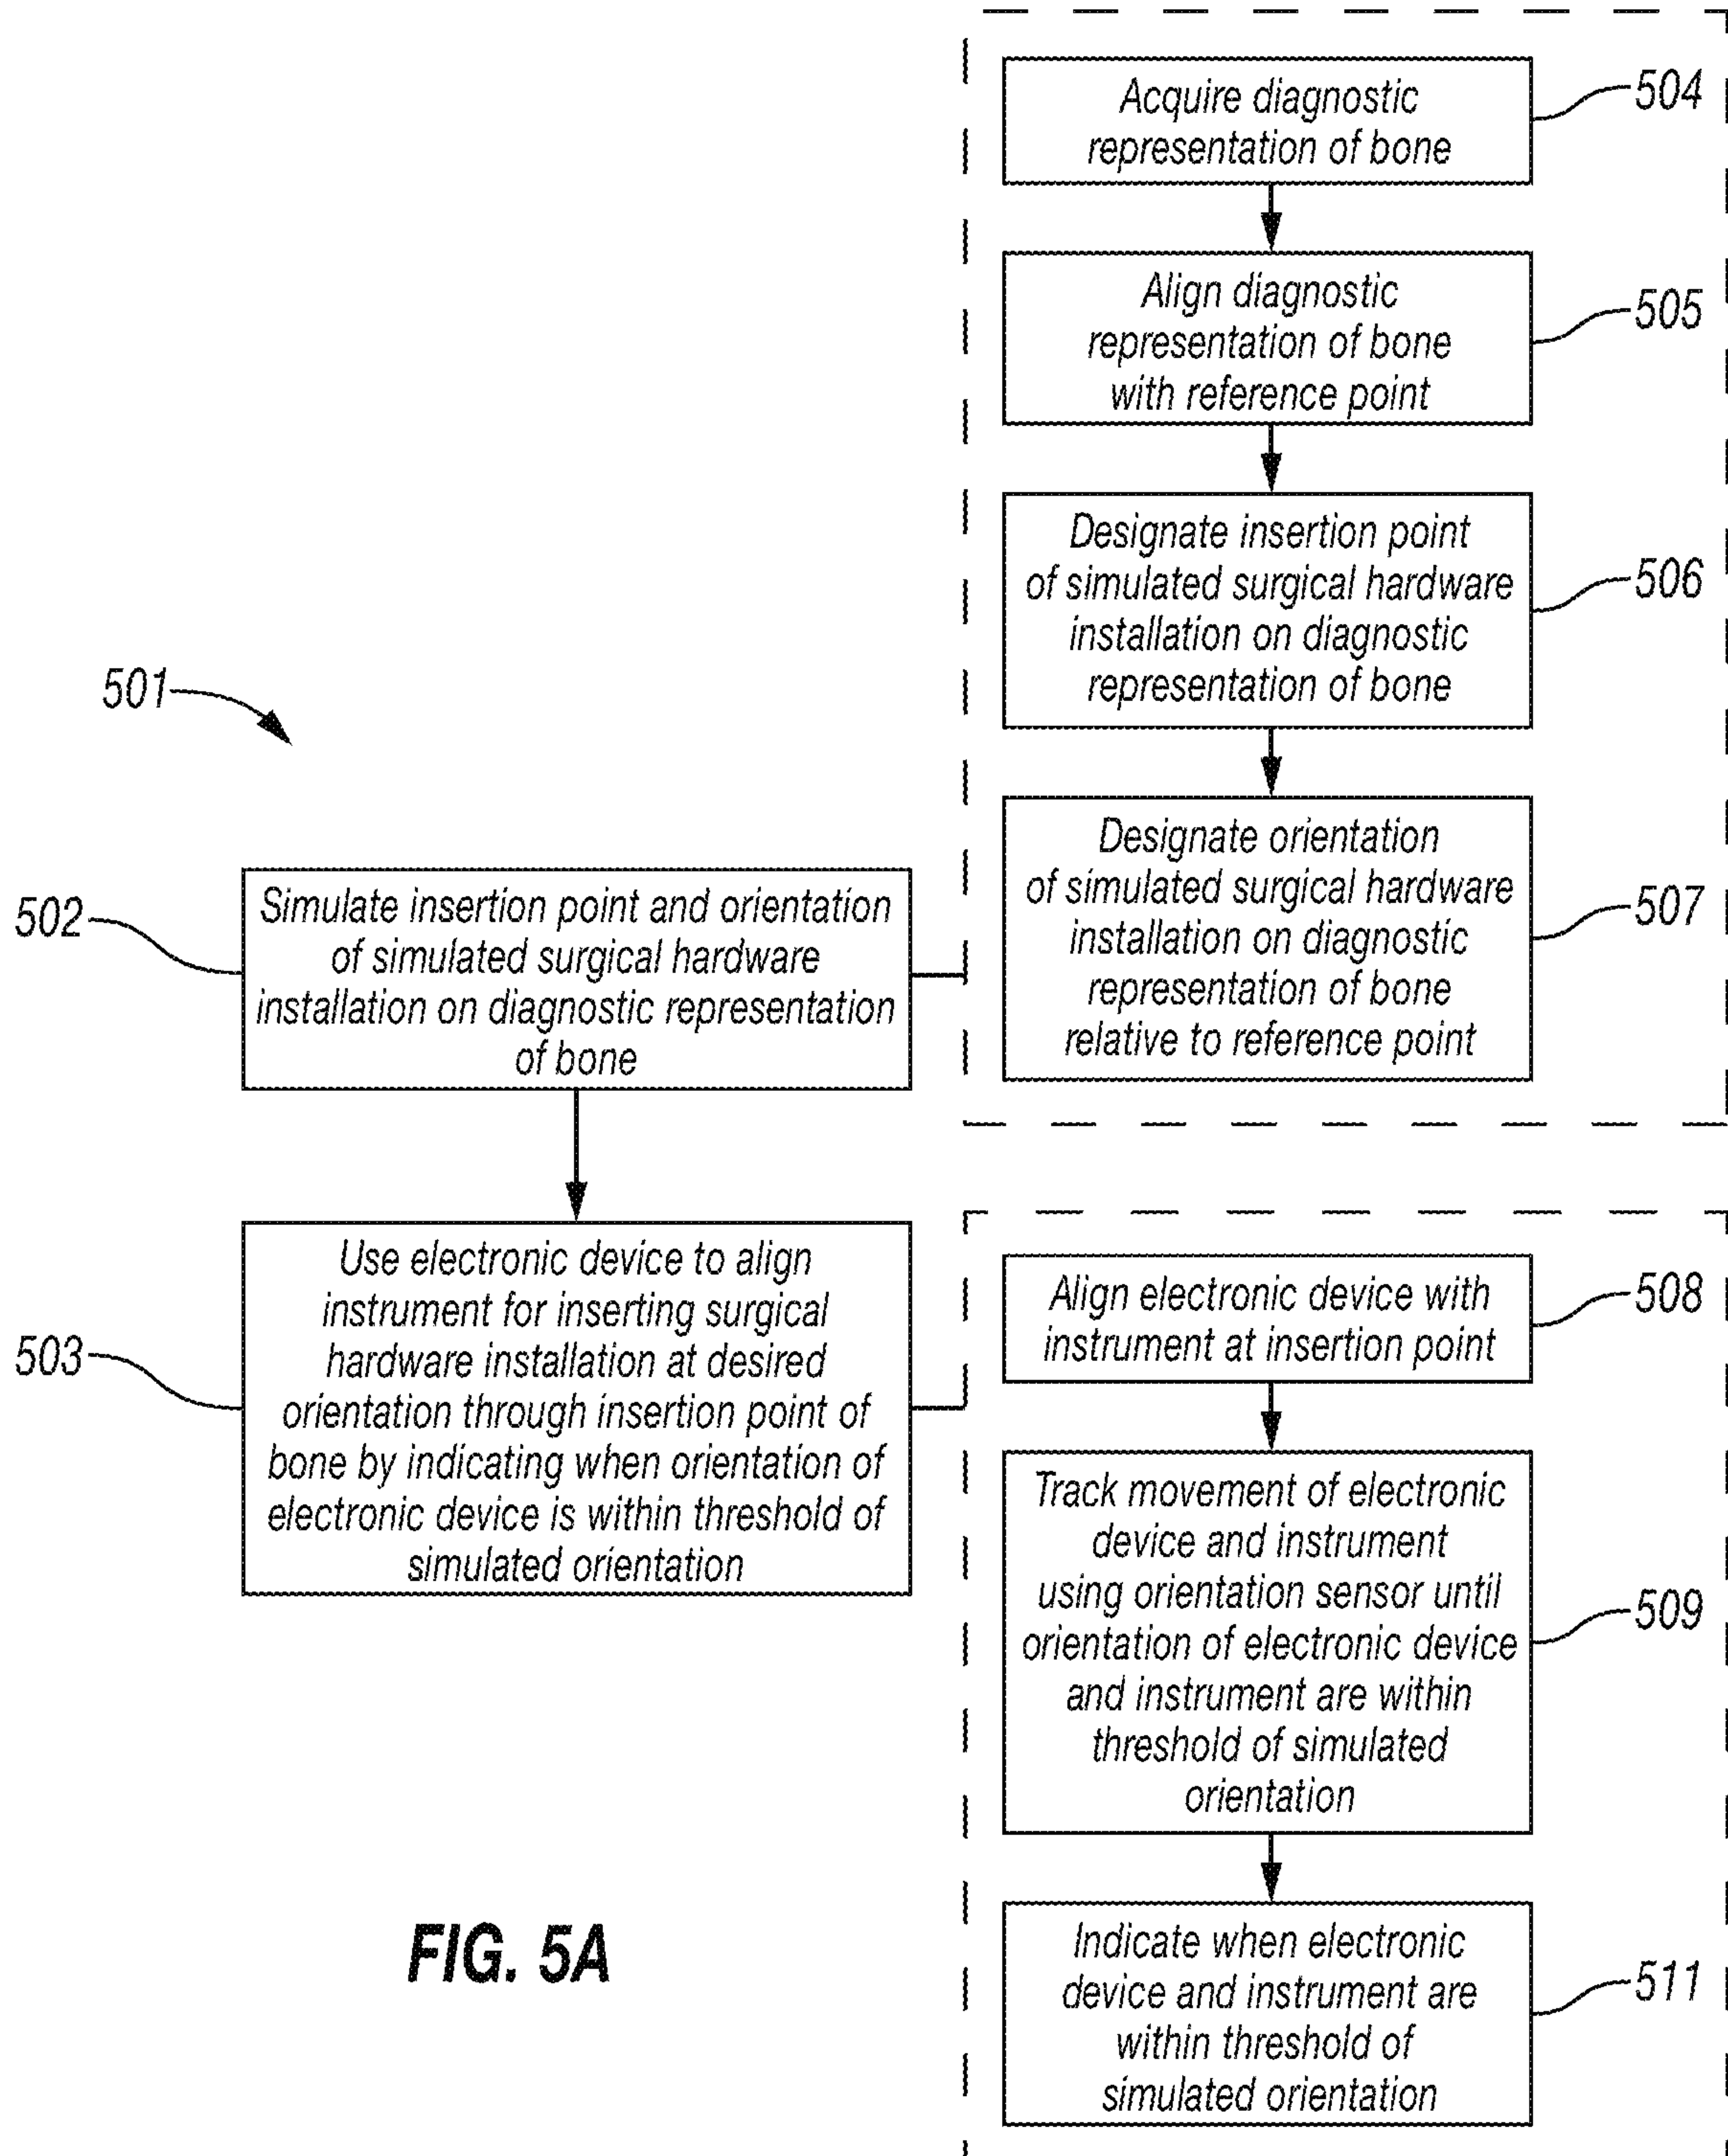 Acquire diagnostic
representation of bone
504
Align diagnostic
representation of bone
with reference point
505
Designate insertion point
of simulated surgical hardware
installation on diagnostic
representation of bone
506
Designate orientation
of simulated surgical hardware
installation on diagnostic
representation of bone
relative to reference point
507
501
502
Simulate insertion point and orientation
of simulated surgical hardware
installation on diagnostic representation
of bone
503
Use electronic device to align
instrument for inserting surgical
hardware installation at desired
orientation through insertion point of
bone by indicating when orientation of
electronic device is within threshold of
simulated orientation
Align electronic device with
instrument at insertion point
508
Track movement of electronic
device and instrument
using orientation sensor until
orientation of electronic device
and instrument are within
threshold of simulated
orientation
509
Indicate when electronic
device and instrument are
within threshold of
simulated orientation
511
FIG. 5A